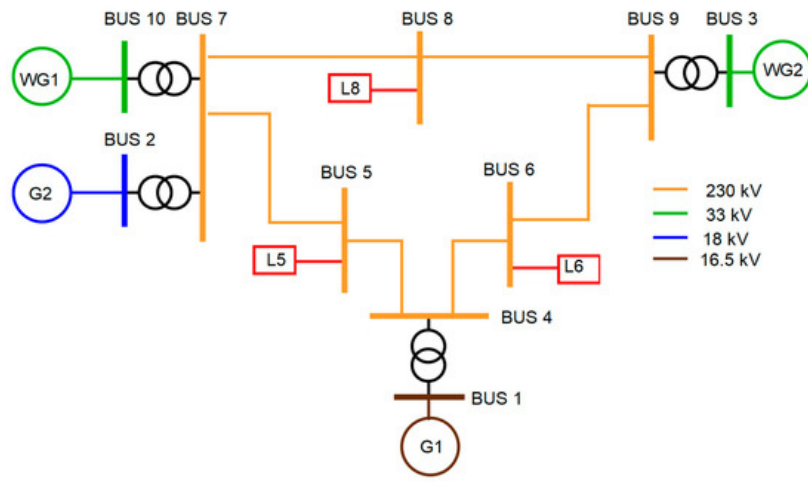 BUS 10
BUS 7
BUS 8
BUS 9
BUS 3
WG1
WG2
L8
BUS 2
G2
BUS 5
BUS 6
230 kV
33 kV
18 kV
16.5 kV
L5
L6
BUS 4
BUS 1
G1